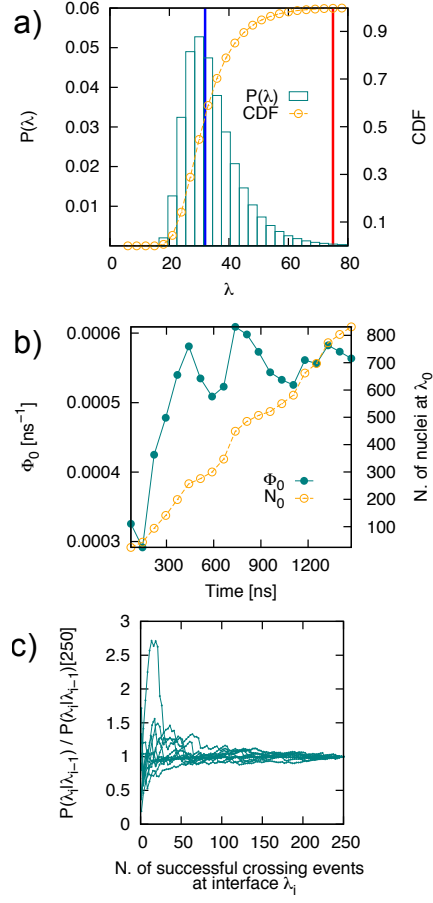 a)
0.06
0.05
0.04
0.03
0.02
0.01
P(λ)
0.9
0.7
0.5
0.3
0.1
CDF
P(λ)
CDF
0 20 40 60 80
λ
b)
0.0006
0.0005
0.0004
0.0003
Φ₀ [ns⁻¹]
800
700
600
500
400
300
200
100
N. of nuclei at λ₀
Φ₀
N₀
300 600 900 1200
Time [ns]
c)
3
2.5
2
1.5
1
0.5
0
P(λᵢ|λᵢ₋₁) / P(λᵢ|λᵢ₋₁)[250]
0 50 100 150 200 250
N. of successful crossing events
at interface λᵢ